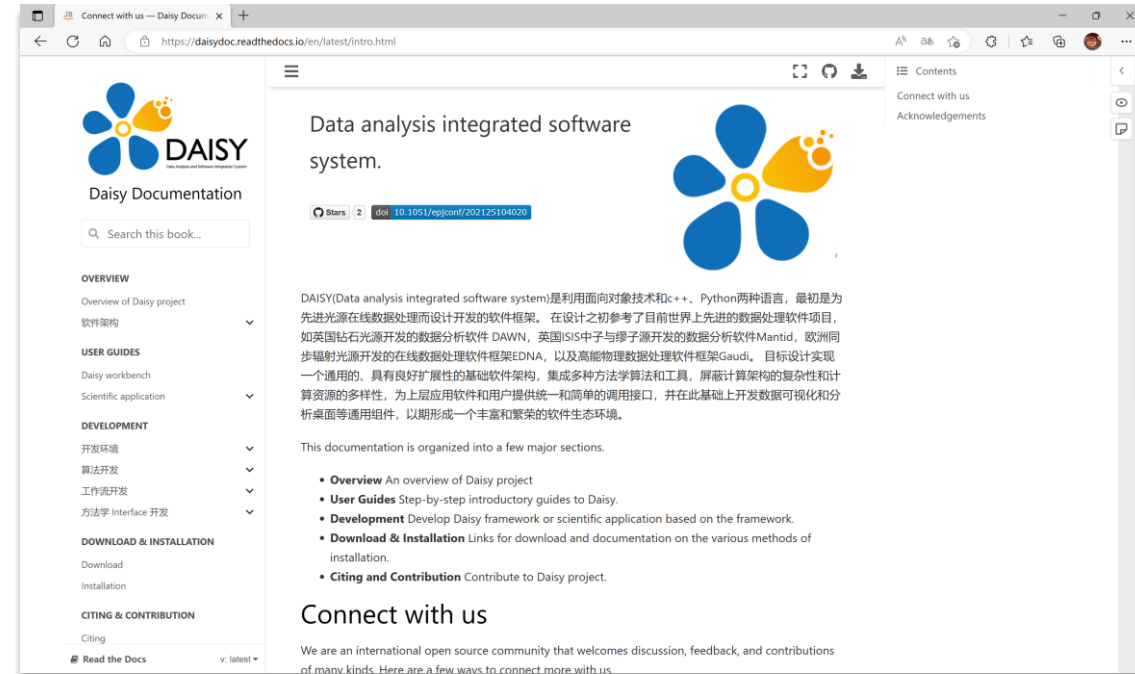 Connect with us — Daisy Docum
https://daisydoc.readthedocs.io/en/latest/intro.html
DAISY
Data Analysis and Software Integration System
Daisy Documentation
Search this book...
OVERVIEW
Overview of Daisy project
软件架构
USER GUIDES
Daisy workbench
Scientific application
DEVELOPMENT
开发环境
算法开发
工作流开发
方法学 Interface 开发
DOWNLOAD & INSTALLATION
Download
Installation
CITING & CONTRIBUTION
Citing
Read the Docs
v: latest
Data analysis integrated software
system.
Stars 2 doi 10.1051/epjconf/202125104020
DAISY(Data analysis integrated software system)是利用面向对象技术和c++、Python两种语言，最初是为
先进光源在线数据处理而设计开发的软件框架。 在设计之初参考了目前世界上先进的数据处理软件项目，
如英国钻石光源开发的数据分析软件 DAWN，英国ISIS中子与缪子源开发的数据分析软件Mantid，欧洲同
步辐射光源开发的在线数据处理软件框架EDNA，以及高能物理数据处理软件框架Gaudi。 目标设计实现
一个通用的、具有良好扩展性的基础软件架构，集成多种方法学算法和工具，屏蔽计算架构的复杂性和计
算资源的多样性，为上层应用软件和用户提供统一和简单的调用接口，并在此基础上开发数据可视化和分
析桌面等通用组件，以期形成一个丰富和繁荣的软件生态环境。
This documentation is organized into a few major sections.
• Overview An overview of Daisy project
• User Guides Step-by-step introductory guides to Daisy.
• Development Develop Daisy framework or scientific application based on the framework.
• Download & Installation Links for download and documentation on the various methods of
installation.
• Citing and Contribution Contribute to Daisy project.
Connect with us
We are an international open source community that welcomes discussion, feedback, and contributions
of many kinds. Here are a few ways to connect more with us.
Contents
Connect with us
Acknowledgements